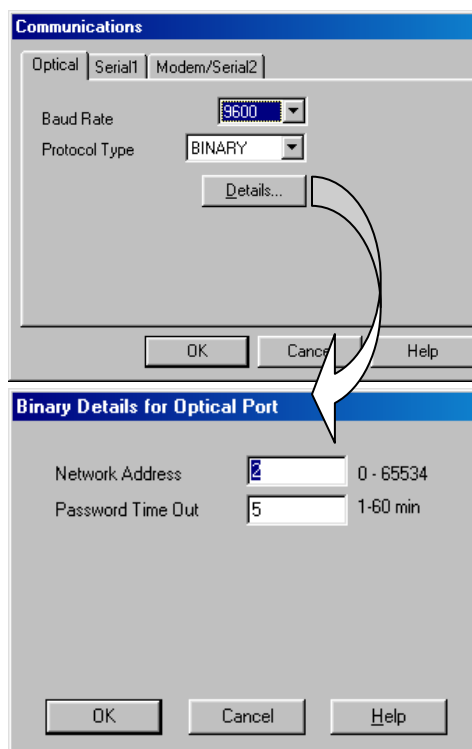 Communications
Optical Serial1 Modem/Serial2
Baud Rate 9600
Protocol Type BINARY
Details...
OK Cancel Help
Binary Details for Optical Port
Network Address 2 0 - 65534
Password Time Out 5 1-60 min
OK Cancel Help